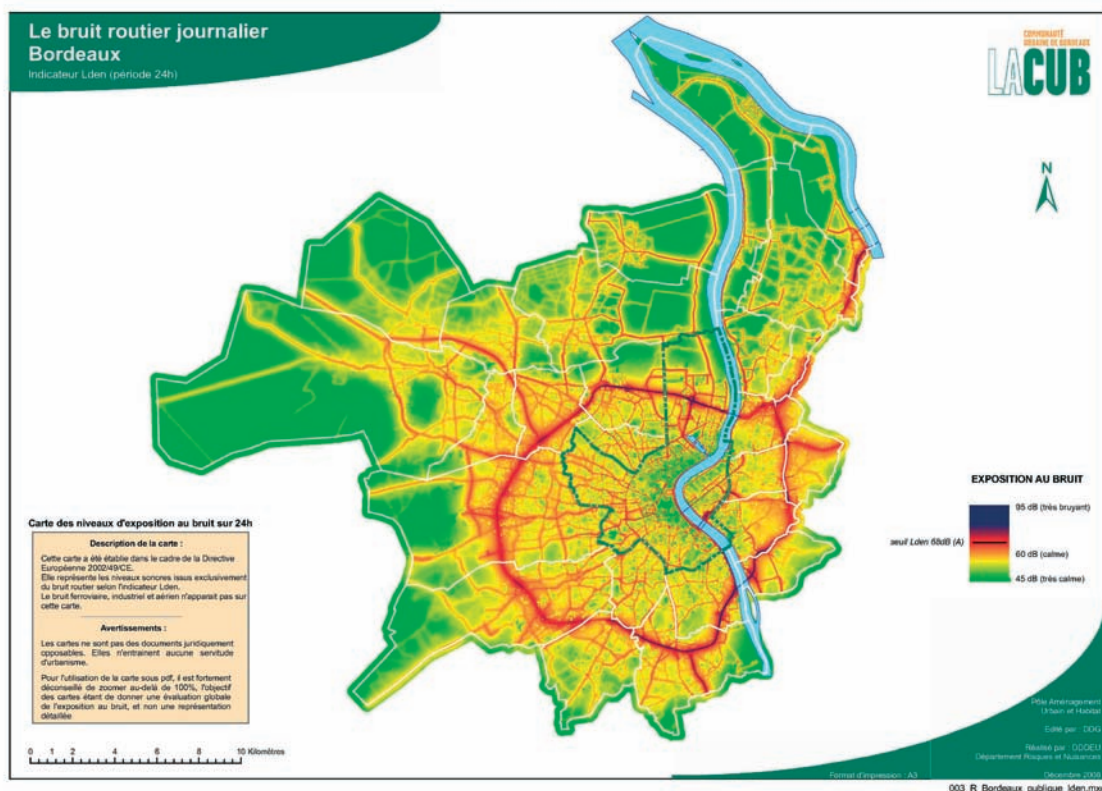 Le bruit routier journalier
Bordeaux
Indicateur Lden (période 24h)
COMMUNAUTÉ
URBAINE DE BORDEAUX
LACUB
N
EXPOSITION AU BRUIT
95 dB (très bruyant)
seuil Lden 68dB (A)
60 dB (calme)
45 dB (très calme)
Carte des niveaux d'exposition au bruit sur 24h
Description de la carte :
Cette carte a été établie dans le cadre de la Directive
Européenne 2002/49/CE.
Elle représente les niveaux sonores issus exclusivement
du bruit routier selon l'indicateur Lden.
Le bruit ferroviaire, industriel et aérien n'apparait pas sur
cette carte.
Avertissements :
Les cartes ne sont pas des documents juridiquement
opposables. Elles n'entrainent aucune servitude
d'urbanisme.
Pour l'utilisation de la carte sous pdf, il est fortement
déconseillé de zoomer au-delà de 100%, l'objectif
des cartes étant de donner une évaluation globale
de l'exposition au bruit, et non une représentation
détaillée
0 1 2 4 6 8 10 Kilomètres
Pôle Aménagement
Urbain et Habitat
Edité par : DDG
Réalisé par : DDDEU
Département Risques et Nuisances
Format d'impression : A3
Décembre 2008
003_R_Bordeaux_publique_lden.mxd